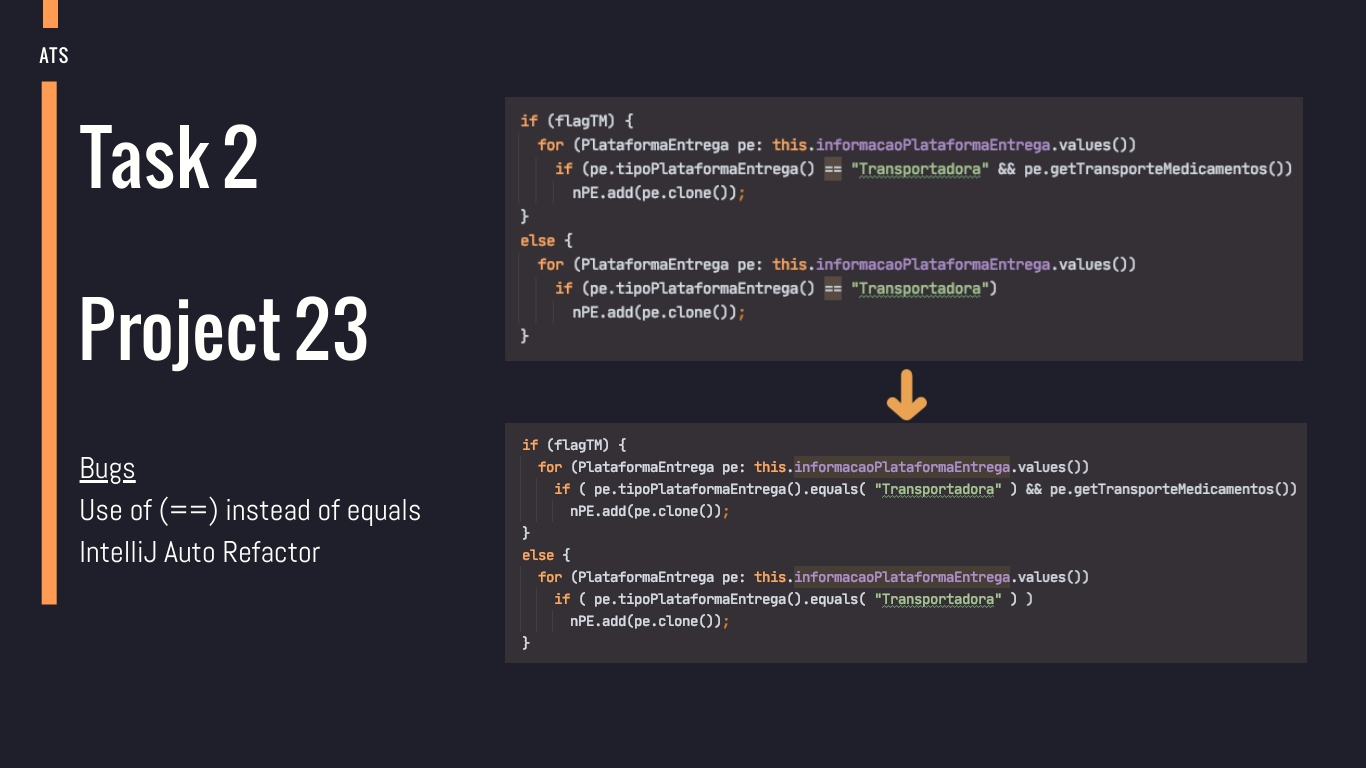 ATS
Task 2
Project 23
Bugs
Use of (==) instead of equals
IntelliJ Auto Refactor
if (flagTM) {
for (PlataformaEntrega pe: this.informacaoPlataformaEntrega.values())
if (pe.tipoPlataformaEntrega() == "Transportadora" && pe.getTransporteMedicamentos())
nPE.add(pe.clone());
}
else {
for (PlataformaEntrega pe: this.informacaoPlataformaEntrega.values())
if (pe.tipoPlataformaEntrega() == "Transportadora")
nPE.add(pe.clone());
}
if (flagTM) {
for (PlataformaEntrega pe: this.informacaoPlataformaEntrega.values())
if ( pe.tipoPlataformaEntrega().equals( "Transportadora" ) && pe.getTransporteMedicamentos())
nPE.add(pe.clone());
}
else {
for (PlataformaEntrega pe: this.informacaoPlataformaEntrega.values())
if ( pe.tipoPlataformaEntrega().equals( "Transportadora" ) )
nPE.add(pe.clone());
}